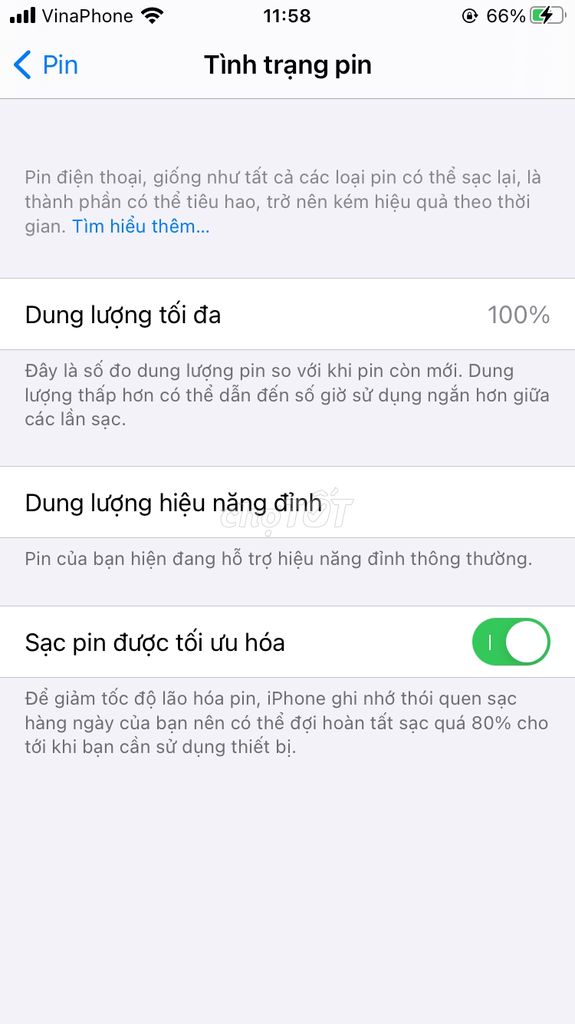 VinaPhone 11:58 66%
Pin Tình trạng pin
Pin điện thoại, giống như tất cả các loại pin có thể sạc lại, là
thành phần có thể tiêu hao, trở nên kém hiệu quả theo thời
gian. Tìm hiểu thêm...
Dung lượng tối đa 100%
Đây là số đo dung lượng pin so với khi pin còn mới. Dung
lượng thấp hơn có thể dẫn đến số giờ sử dụng ngắn hơn giữa
các lần sạc.
Dung lượng hiệu năng đỉnh
chợTỐT
Pin của bạn hiện đang hỗ trợ hiệu năng đỉnh thông thường.
Sạc pin được tối ưu hóa
Để giảm tốc độ lão hóa pin, iPhone ghi nhớ thói quen sạc
hàng ngày của bạn nên có thể đợi hoàn tất sạc quá 80% cho
tới khi bạn cần sử dụng thiết bị.